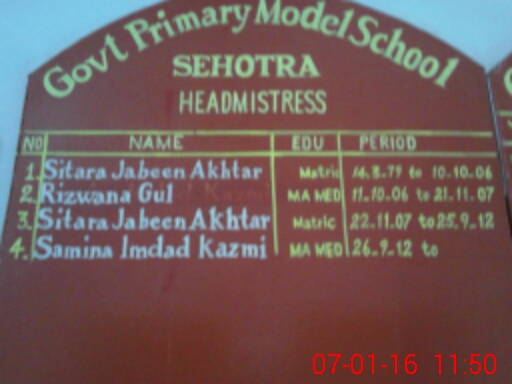 Govt Primary Model School
SEHOTRA
HEADMISTRESS
NO NAME EDU PERIOD
1. Sitara Jabeen Akhtar Matric 14.8.79 to 10.10.06
2. Rizwana Gul MA MED 11.10.06 to 21.11.07
3. Sitara Jabeen Akhtar Matric 22.11.07 to 25.9.12
4. Samina Imdad Kazmi MA MED 26.9.12 to
07-01-16 11:50